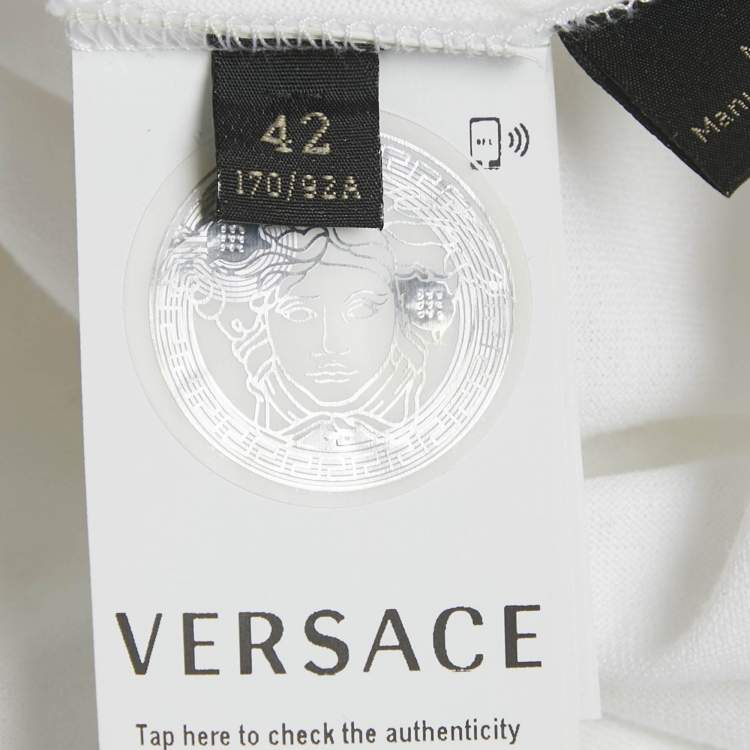 42
170/92A
VERSACE
Tap here to check the authenticity